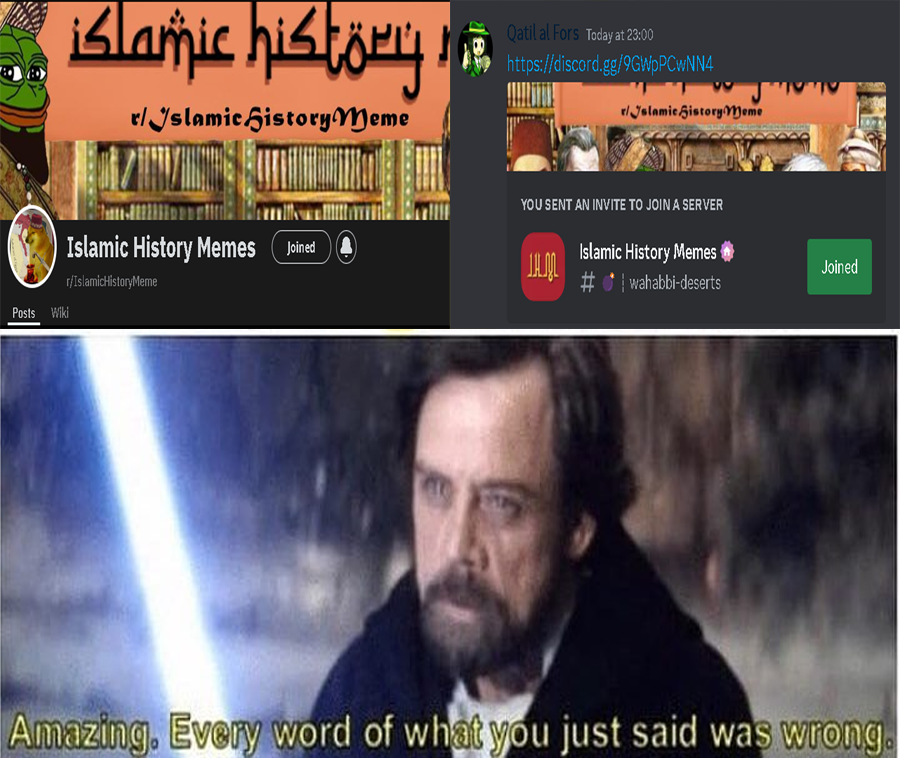 islamic histöry
r/IslamicHistoryMeme
Islamic History Memes
Joined
r/IslamicHistoryMeme
Posts Wiki
Qatil al Fors Today at 23:00
https://discord.gg/9GWpPCwNN4
r/IslamicHistoryMeme
YOU SENT AN INVITE TO JOIN A SERVER
I.H.M
Islamic History Memes
# | wahabbi-deserts
Joined
Amazing. Every word of what you just said was wrong.